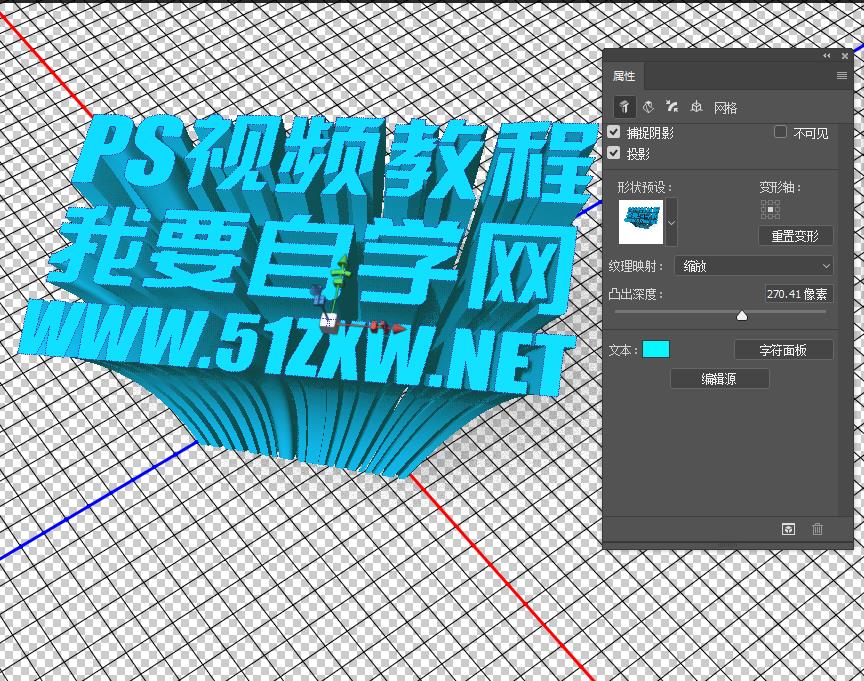 PS视频教程
我要自学网
WWW.51ZXW.NET
属性
网格
捕捉阴影
不可见
投影
形状预设：
变形轴：
重置变形
纹理映射： 缩放
凸出深度： 270.41 像素
文本：
字符面板
编辑源